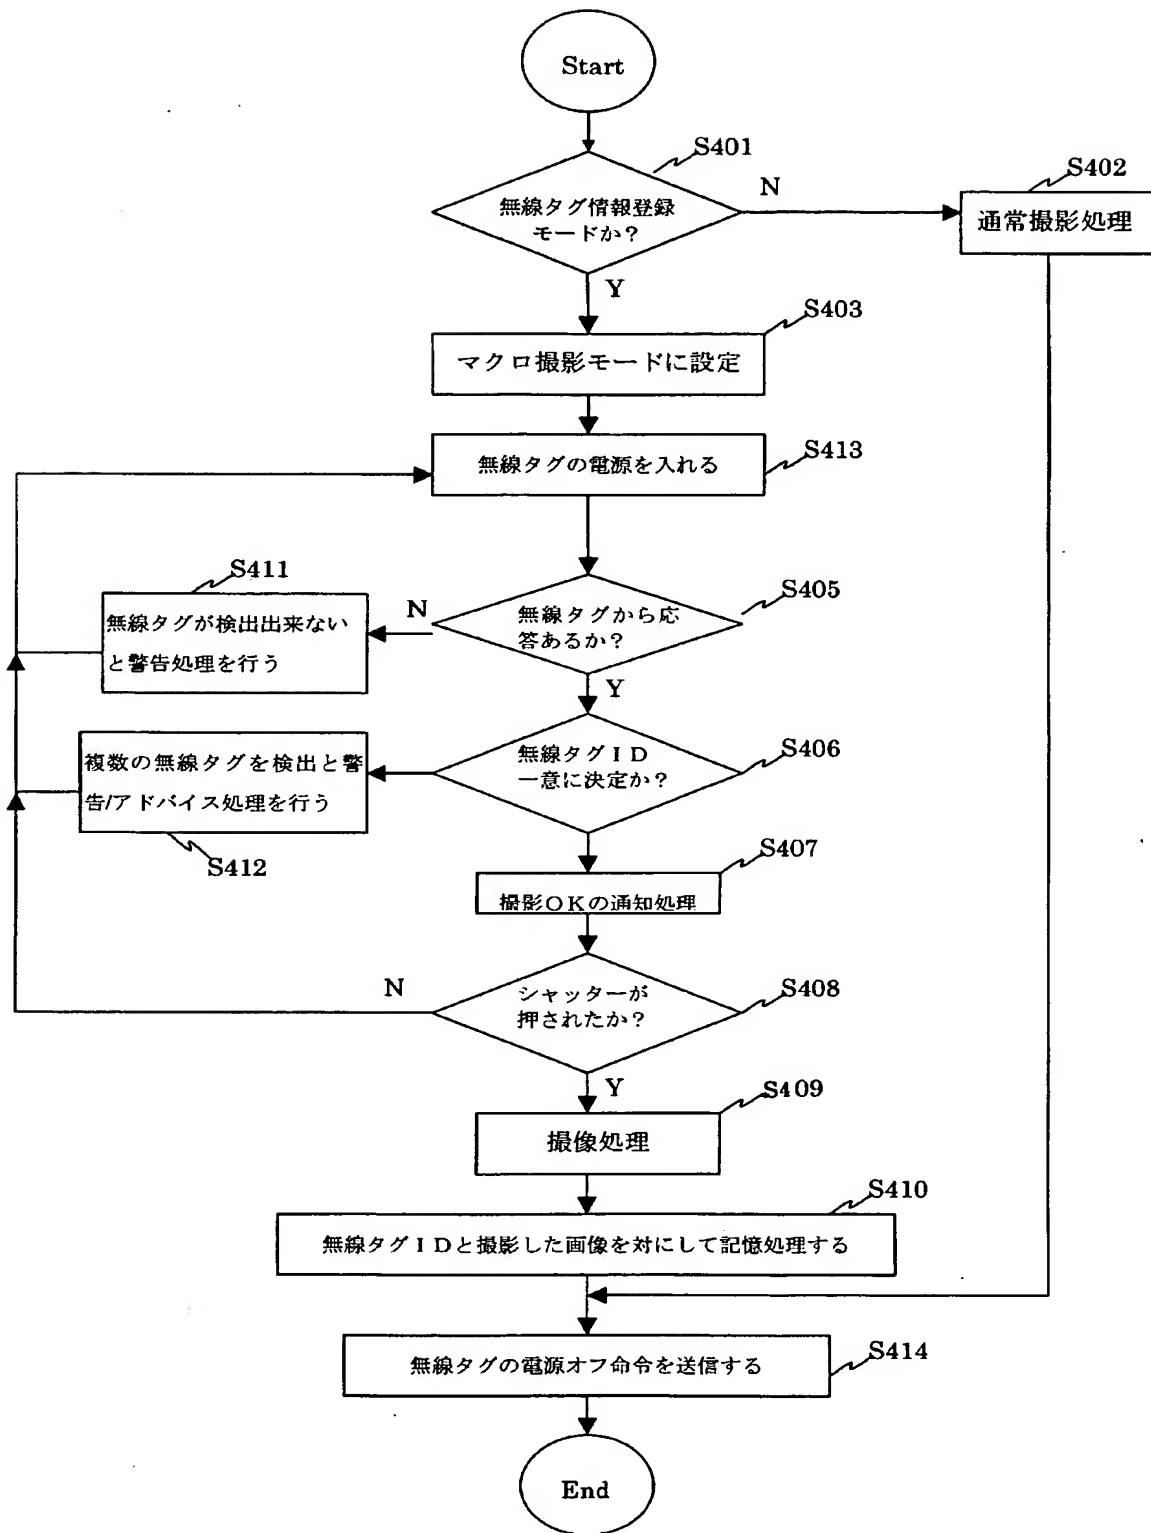 Start
S401
無線タグ情報登録
モードか?
N
S402
通常撮影処理
Y
S403
マクロ撮影モードに設定
無線タグの電源を入れる
S413
S411
無線タグが検出出来ない
と警告処理を行う
N
無線タグから応
答あるか?
S405
Y
複数の無線タグを検出と警
告/アドバイス処理を行う
S412
無線タグID
一意に決定か?
S406
S407
撮影OKの通知処理
N
シャッターが
押されたか?
S408
Y
S409
撮像処理
S410
無線タグIDと撮影した画像を対にして記憶処理する
無線タグの電源オフ命令を送信する
S414
End